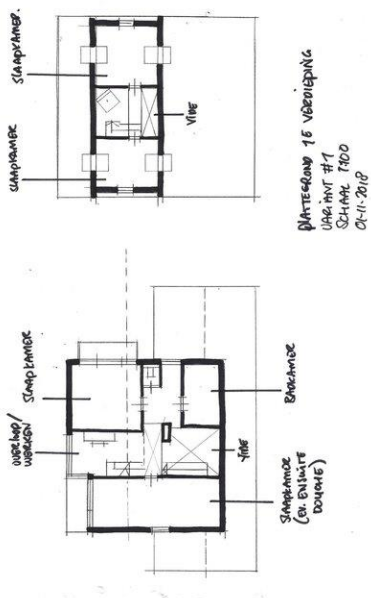 SLAAPKAMER.
SLAAPKAMER
VIDE
PLATTEGROND 1E VERDIEPING
VARIANT #1
SCHAAL 1:100
01-11-2018
SLAAPKAMER
OVERLOOP/
WERKEN
BADKAMER
VIDE
SLAAPKAMER
(EV. ENSUITE
DOUCHE)